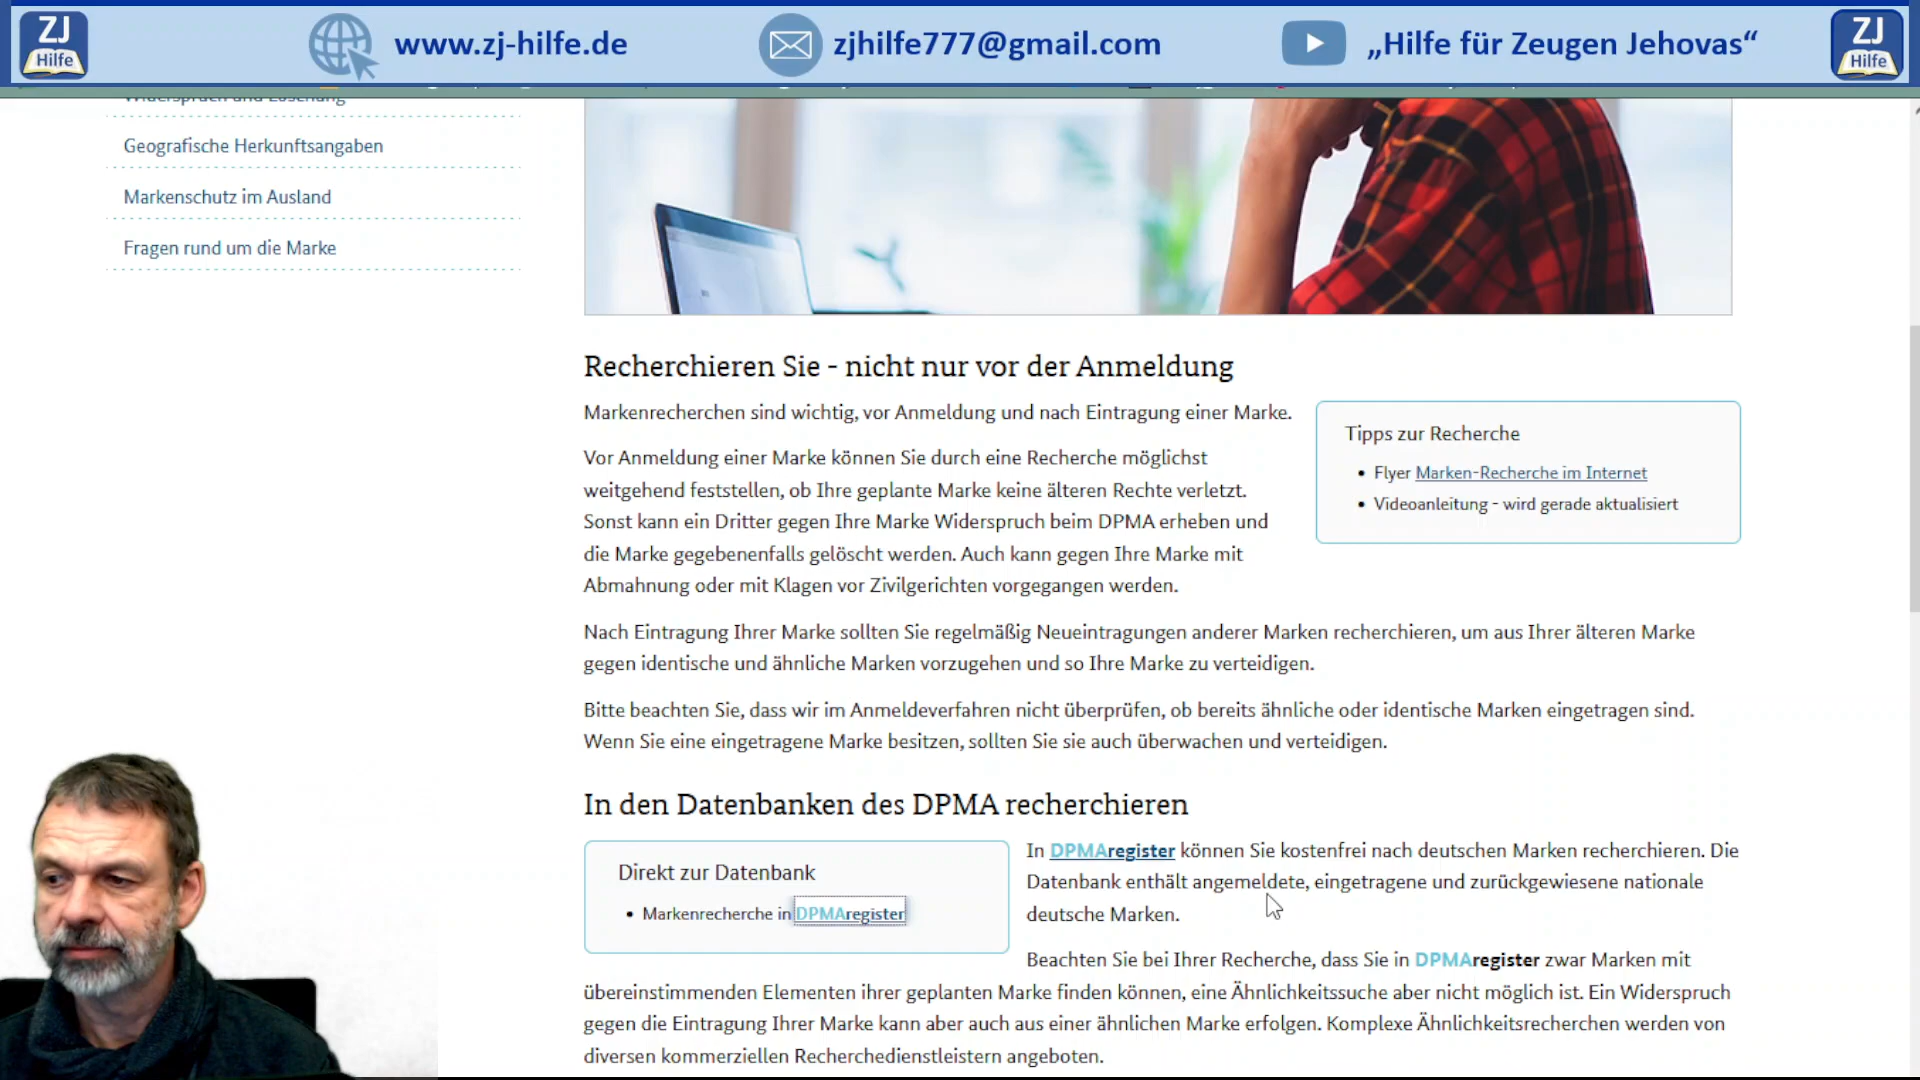 ZJ
Hilfe
www.zj-hilfe.de
zjhilfe777@gmail.com
„Hilfe für Zeugen Jehovas“
ZJ
Hilfe
Geografische Herkunftsangaben
Markenschutz im Ausland
Fragen rund um die Marke
Recherchieren Sie - nicht nur vor der Anmeldung
Markenrecherchen sind wichtig, vor Anmeldung und nach Eintragung einer Marke.
Vor Anmeldung einer Marke können Sie durch eine Recherche möglichst
weitgehend feststellen, ob Ihre geplante Marke keine älteren Rechte verletzt.
Sonst kann ein Dritter gegen Ihre Marke Widerspruch beim DPMA erheben und
die Marke gegebenenfalls gelöscht werden. Auch kann gegen Ihre Marke mit
Abmahnung oder mit Klagen vor Zivilgerichten vorgegangen werden.
Tipps zur Recherche
• Flyer Marken-Recherche im Internet
• Videoanleitung - wird gerade aktualisiert
Nach Eintragung Ihrer Marke sollten Sie regelmäßig Neueintragungen anderer Marken recherchieren, um aus Ihrer älteren Marke
gegen identische und ähnliche Marken vorzugehen und so Ihre Marke zu verteidigen.
Bitte beachten Sie, dass wir im Anmeldeverfahren nicht überprüfen, ob bereits ähnliche oder identische Marken eingetragen sind.
Wenn Sie eine eingetragene Marke besitzen, sollten Sie sie auch überwachen und verteidigen.
In den Datenbanken des DPMA recherchieren
Direkt zur Datenbank
• Markenrecherche in DPMAregister
In DPMAregister können Sie kostenfrei nach deutschen Marken recherchieren. Die
Datenbank enthält angemeldete, eingetragene und zurückgewiesene nationale
deutsche Marken.
Beachten Sie bei Ihrer Recherche, dass Sie in DPMAregister zwar Marken mit
übereinstimmenden Elementen ihrer geplanten Marke finden können, eine Ähnlichkeitssuche aber nicht möglich ist. Ein Widerspruch
gegen die Eintragung Ihrer Marke kann aber auch aus einer ähnlichen Marke erfolgen. Komplexe Ähnlichkeitsrecherchen werden von
diversen kommerziellen Recherchedienstleistern angeboten.